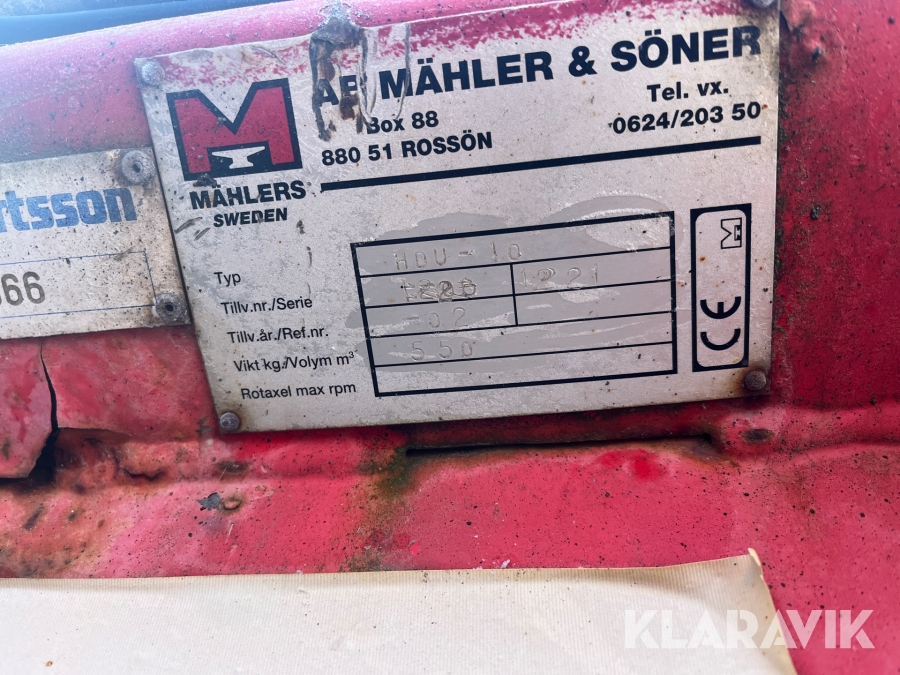 AB MÄHLER & SÖNER
Box 88
880 51 ROSSÖN
Tel. vx.
0624/203 50
M
MÄHLERS
SWEDEN
Typ HDV-10
Tillv.nr./Serie 1221
Tillv.år./Ref.nr. -02
Vikt kg./Volym m³ 550
Rotaxel max rpm
M
CE
rtsson
66
KLARAVIK